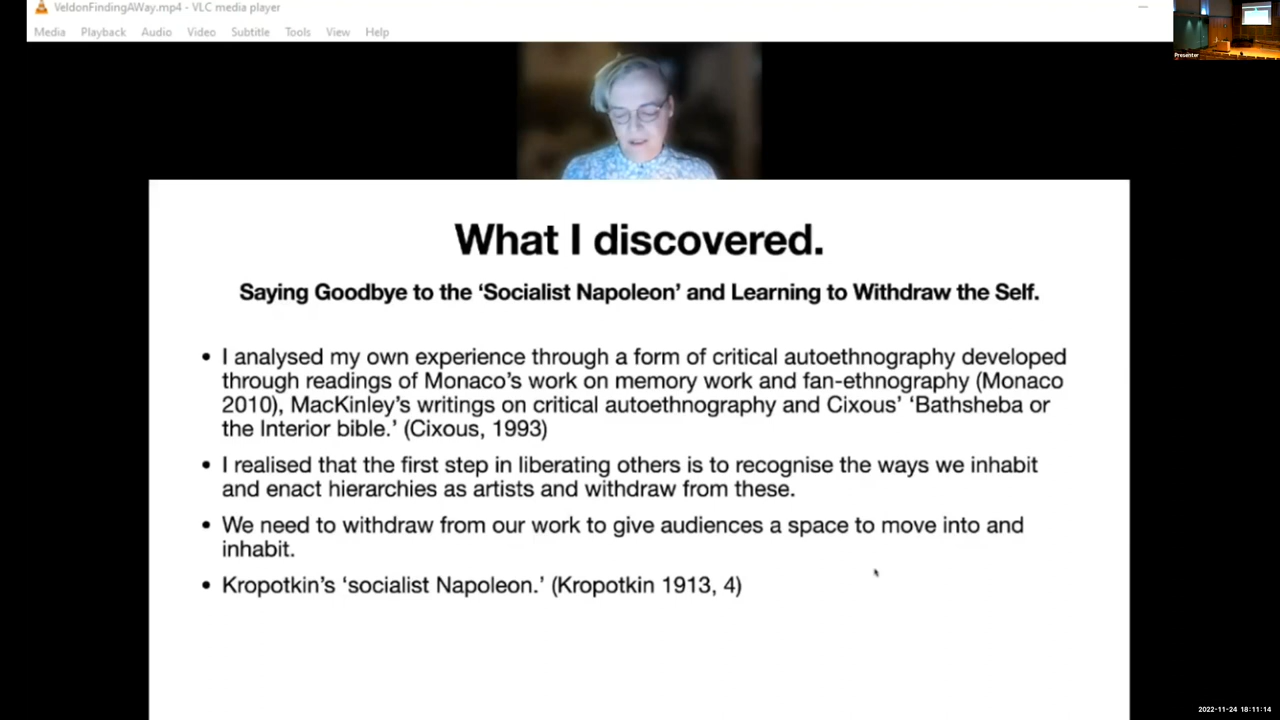 VeldonFindingAWay.mp4 - VLC media player
Media Playback Audio Video Subtitle Tools View Help
Presenter
What I discovered.
Saying Goodbye to the ‘Socialist Napoleon’ and Learning to Withdraw the Self.
• I analysed my own experience through a form of critical autoethnography developed
through readings of Monaco’s work on memory work and fan-ethnography (Monaco
2010), MacKinley’s writings on critical autoethnography and Cixous’ ‘Bathsheba or
the Interior bible.’ (Cixous, 1993)
• I realised that the first step in liberating others is to recognise the ways we inhabit
and enact hierarchies as artists and withdraw from these.
• We need to withdraw from our work to give audiences a space to move into and
inhabit.
• Kropotkin’s ‘socialist Napoleon.’ (Kropotkin 1913, 4)
2022-11-24 18:11:14